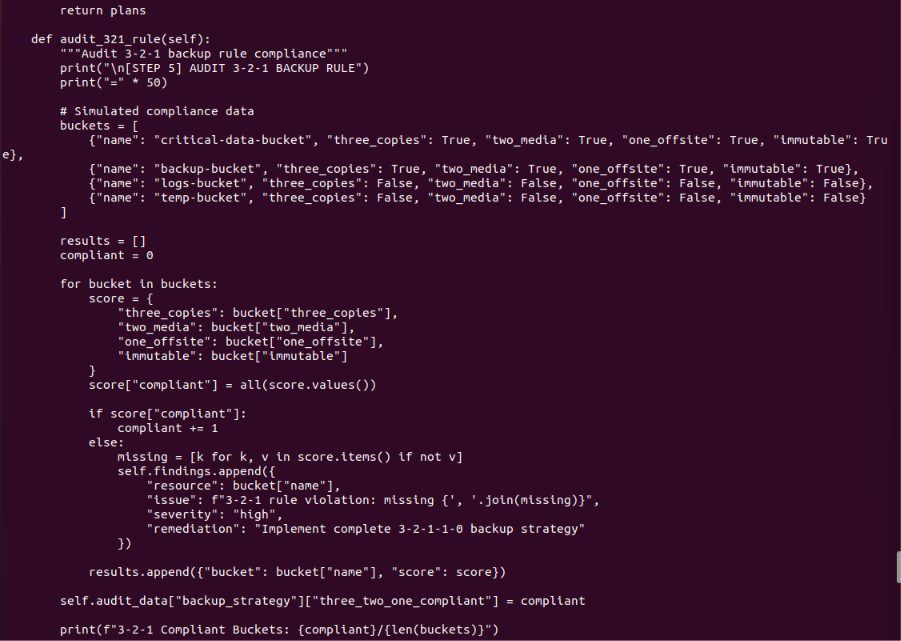 return plans

    def audit_321_rule(self):
        """Audit 3-2-1 backup rule compliance"""
        print("\n[STEP 5] AUDIT 3-2-1 BACKUP RULE")
        print("=" * 50)

        # Simulated compliance data
        buckets = [
            {"name": "critical-data-bucket", "three_copies": True, "two_media": True, "one_offsite": True, "immutable": Tru
e},
            {"name": "backup-bucket", "three_copies": True, "two_media": True, "one_offsite": True, "immutable": True},
            {"name": "logs-bucket", "three_copies": False, "two_media": False, "one_offsite": False, "immutable": False},
            {"name": "temp-bucket", "three_copies": False, "two_media": False, "one_offsite": False, "immutable": False}
        ]

        results = []
        compliant = 0

        for bucket in buckets:
            score = {
                "three_copies": bucket["three_copies"],
                "two_media": bucket["two_media"],
                "one_offsite": bucket["one_offsite"],
                "immutable": bucket["immutable"]
            }
            score["compliant"] = all(score.values())

            if score["compliant"]:
                compliant += 1
            else:
                missing = [k for k, v in score.items() if not v]
                self.findings.append({
                    "resource": bucket["name"],
                    "issue": f"3-2-1 rule violation: missing {', '.join(missing)}",
                    "severity": "high",
                    "remediation": "Implement complete 3-2-1-1-0 backup strategy"
                })

            results.append({"bucket": bucket["name"], "score": score})

        self.audit_data["backup_strategy"]["three_two_one_compliant"] = compliant

        print(f"3-2-1 Compliant Buckets: {compliant}/{len(buckets)}")